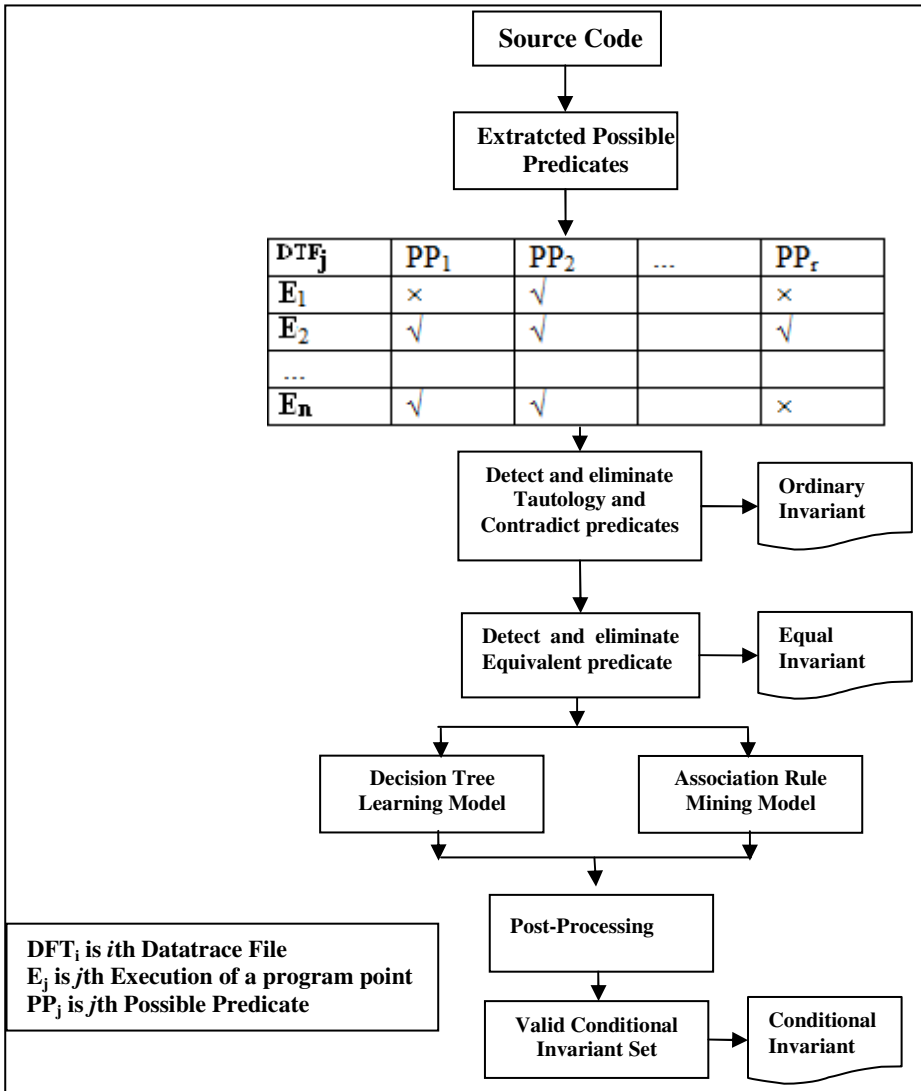 Source Code
Extratcted Possible
Predicates
DTFj PP1 PP2 ... PPr
E1 × √ ×
E2 √ √ √
...
En √ √ ×
Detect and eliminate
Tautology and
Contradict predicates
Ordinary
Invariant
Detect and eliminate
Equivalent predicate
Equal
Invariant
Decision Tree
Learning Model
Association Rule
Mining Model
Post-Processing
DFTi is ith Datatrace File
Ej is jth Execution of a program point
PPj is jth Possible Predicate
Valid Conditional
Invariant Set
Conditional
Invariant